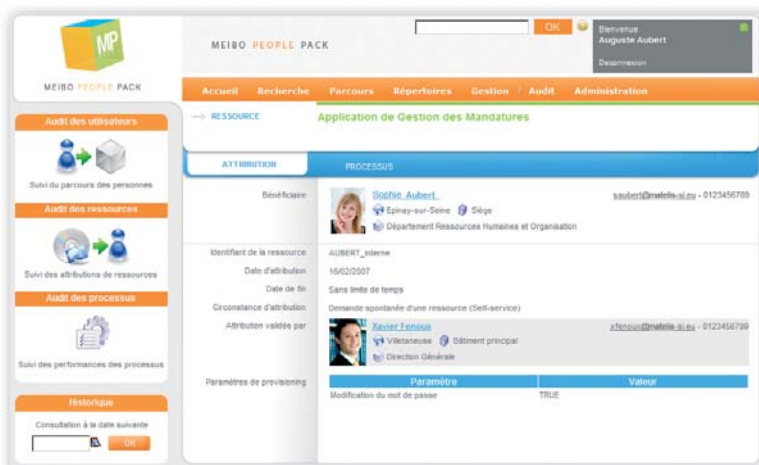 MP
MEIBO PEOPLE PACK
MEIBO PEOPLE PACK
OK
Bienvenue
Auguste Aubert
Deconnexion
Accueil Recherche Parcours Répertoires Gestion Audit Administration
RESSOURCE
Application de Gestion des Mandatures
ATTRIBUTION PROCESSUS
Audit des utilisateurs
Suivi du parcours des personnes
Audit des ressources
Suivi des attributions de ressources
Audit des processus
Suivi des performances des processus
Historique
Consultation à la date suivante
OK
Bénéficiaire
Sophie Aubert
saubert@matelis-si.eu - 0123456789
Epinay-sur-Seine Siège
Département Ressources Humaines et Organisation
Identifiant de la ressource AUBERT_interne
Date d'attribution 16/02/2007
Date de fin Sans limite de temps
Circonstance d'attribution Demande spontanée d'une ressource (Self-service)
Attribution validée par
Xavier Fenoux
xfenoux@matelis-si.eu - 0123456789
Villetaneuse Bâtiment principal
Direction Générale
Paramètres de provisioning
Paramètre Valeur
Modification du mot de passe TRUE